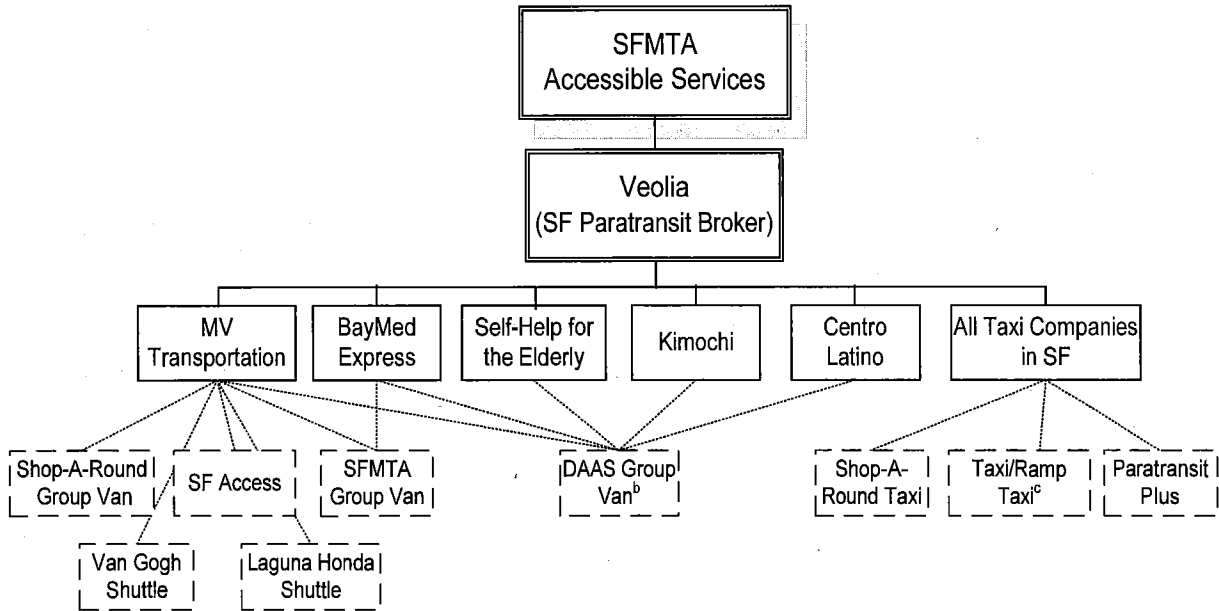 SFMTA
Accessible Services
Veolia
(SF Paratransit Broker)
MV
Transportation
BayMed
Express
Self-Help for
the Elderly
Kimochi
Centro
Latino
All Taxi Companies
in SF
Shop-A-Round
Group Van
SF Access
SFMTA
Group Van
DAAS Group
Vanᵇ
Shop-A-
Round Taxi
Taxi/Ramp
Taxiᶜ
Paratransit
Plus
Van Gogh
Shuttle
Laguna Honda
Shuttle